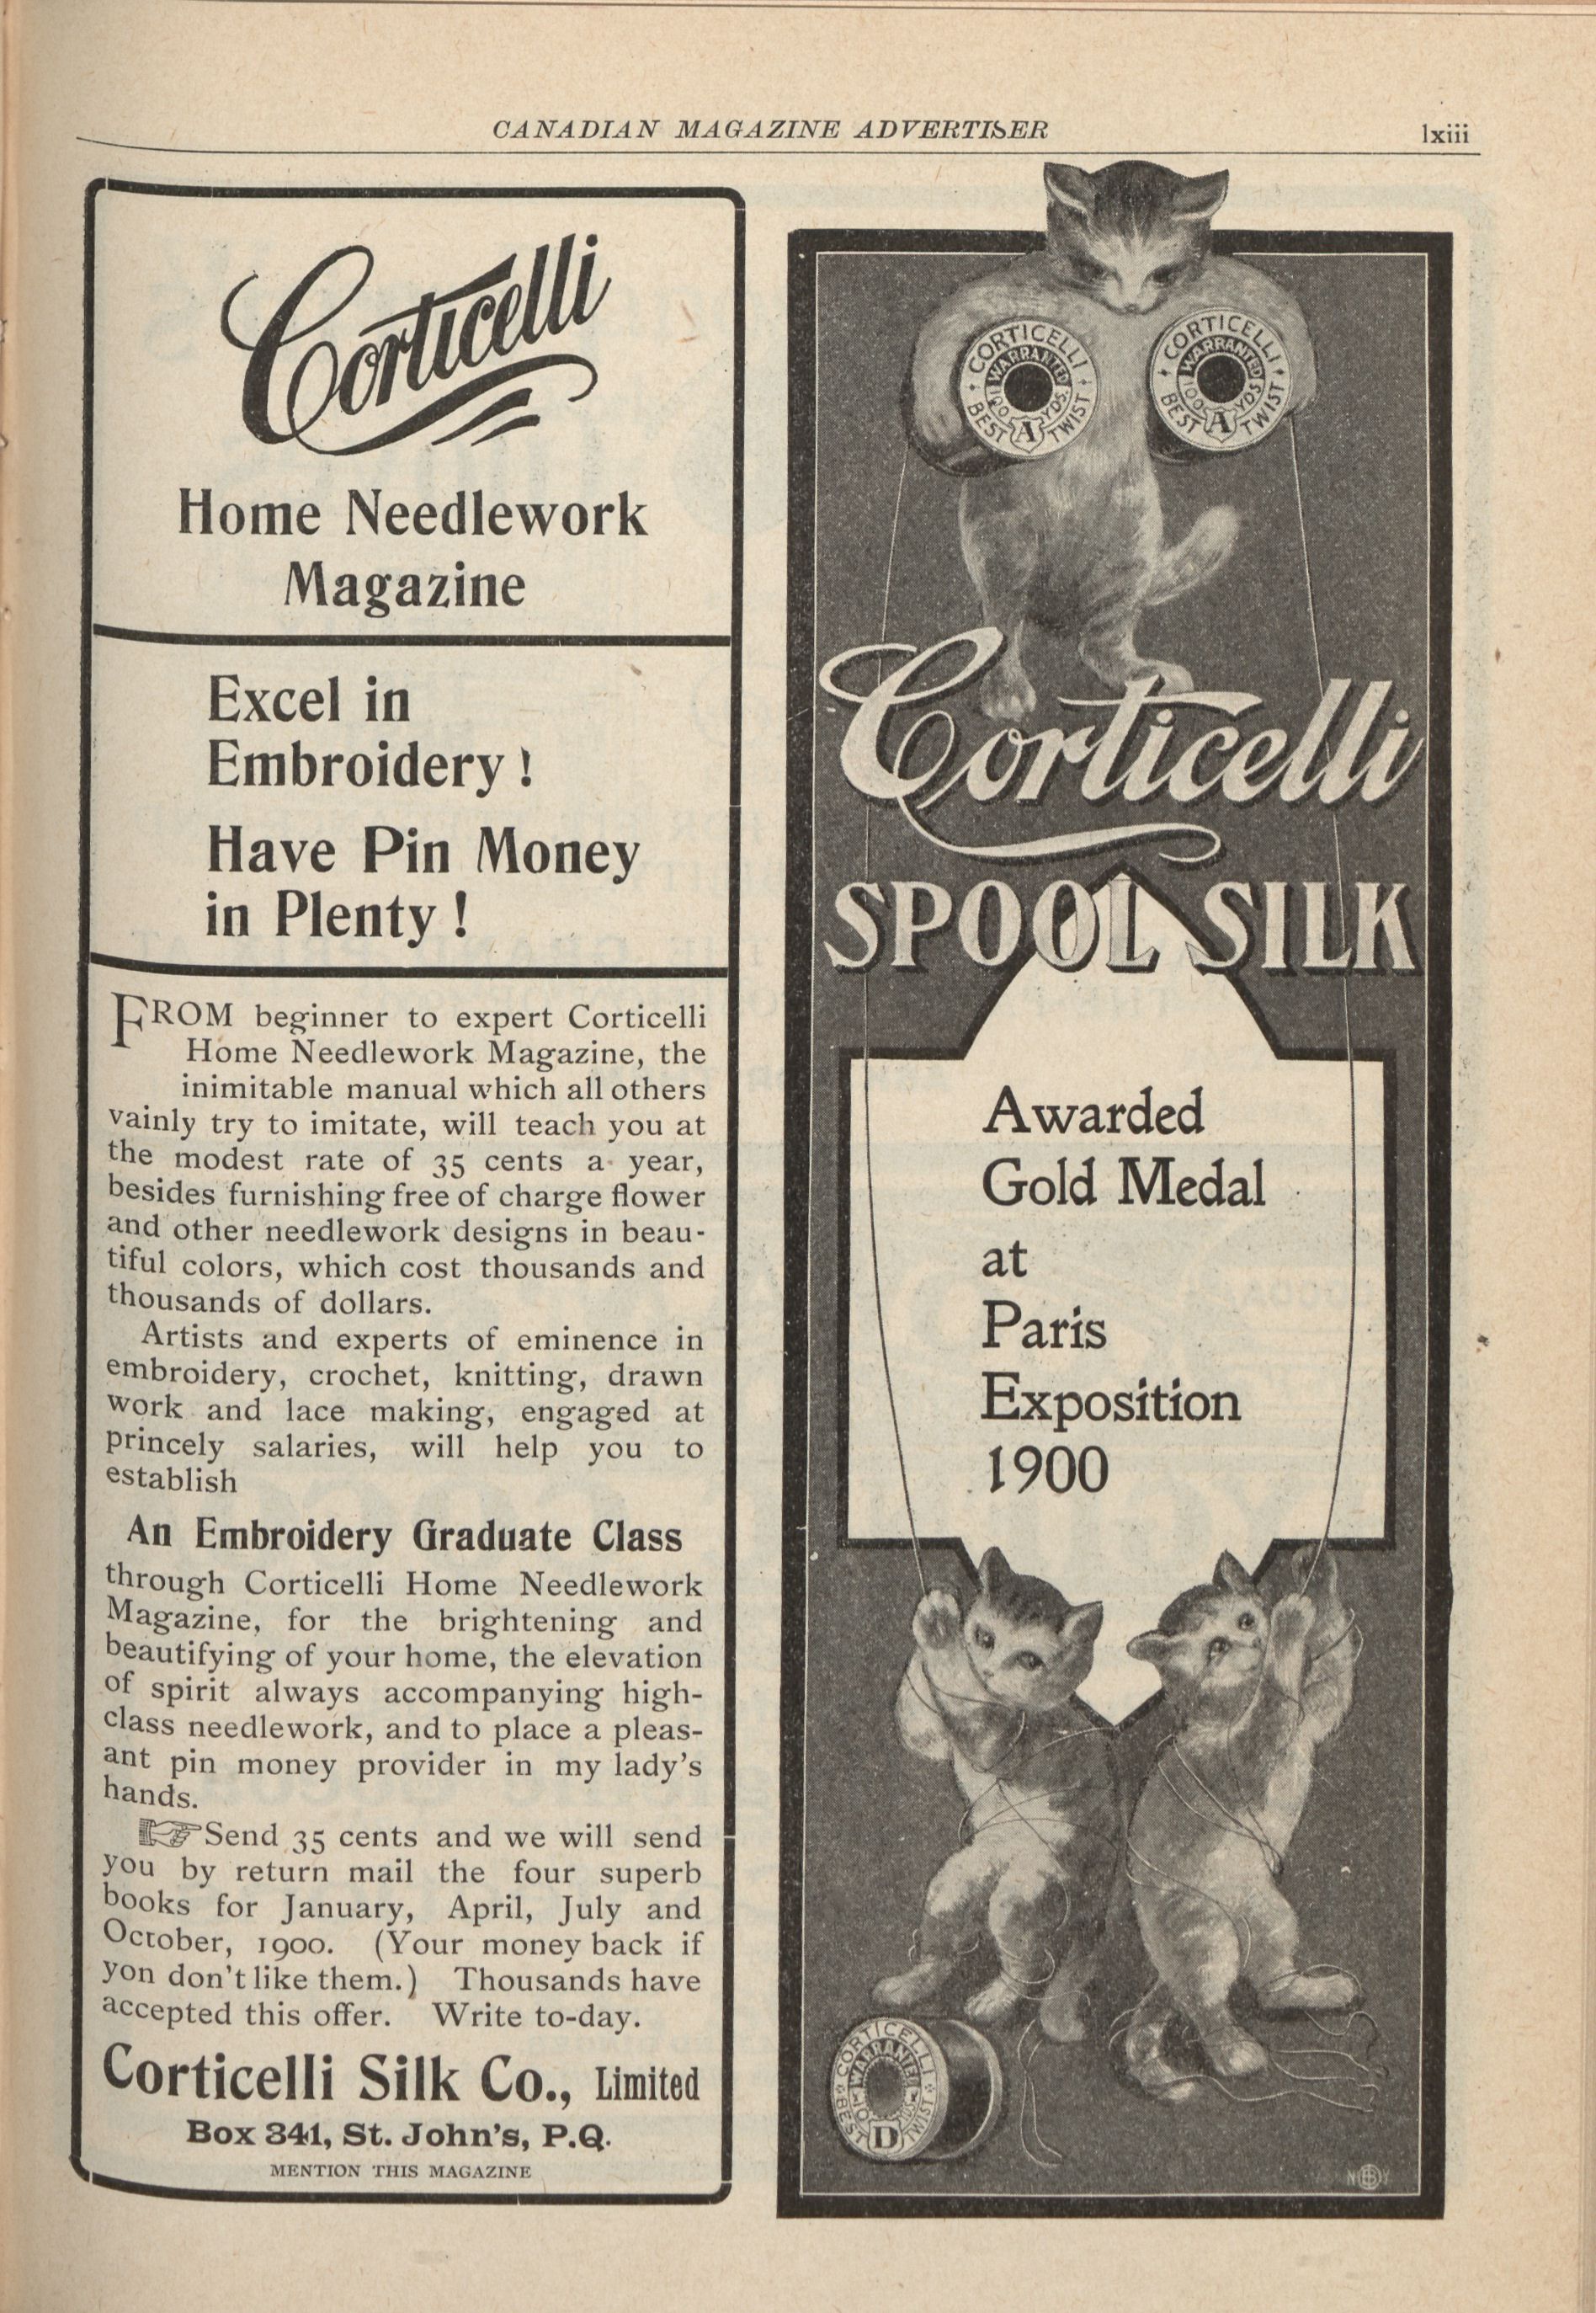 CANADIAN MAGAZINE ADVERTISER
lxiii
Corticelli
Home Needlework
Magazine
Excel in
Embroidery!
Have Pin Money
in Plenty!
FROM beginner to expert Corticelli
Home Needlework Magazine, the
inimitable manual which all others
vainly try to imitate, will teach you at
the modest rate of 35 cents a year,
besides furnishing free of charge flower
and other needlework designs in beau-
tiful colors, which cost thousands and
thousands of dollars.
Artists and experts of eminence in
embroidery, crochet, knitting, drawn
work and lace making, engaged at
princely salaries, will help you to
establish
An Embroidery Graduate Class
through Corticelli Home Needlework
Magazine, for the brightening and
beautifying of your home, the elevation
of spirit always accompanying high-
class needlework, and to place a pleas-
ant pin money provider in my lady's
hands.
☞Send 35 cents and we will send
you by return mail the four superb
books for January, April, July and
October, 1900. (Your money back if
yon don't like them.) Thousands have
accepted this offer. Write to-day.
Corticelli Silk Co., Limited
Box 341, St. John's, P.Q.
MENTION THIS MAGAZINE
CORTICELLI
WARRANTED
100 YDS.
BEST A TWIST
CORTICELLI
WARRANTED
100 YDS
BEST A TWIST
Corticelli
SPOOL SILK
Awarded
Gold Medal
at
Paris
Exposition
1900
CORTICELLI
WARRANTED
BEST D TWIST